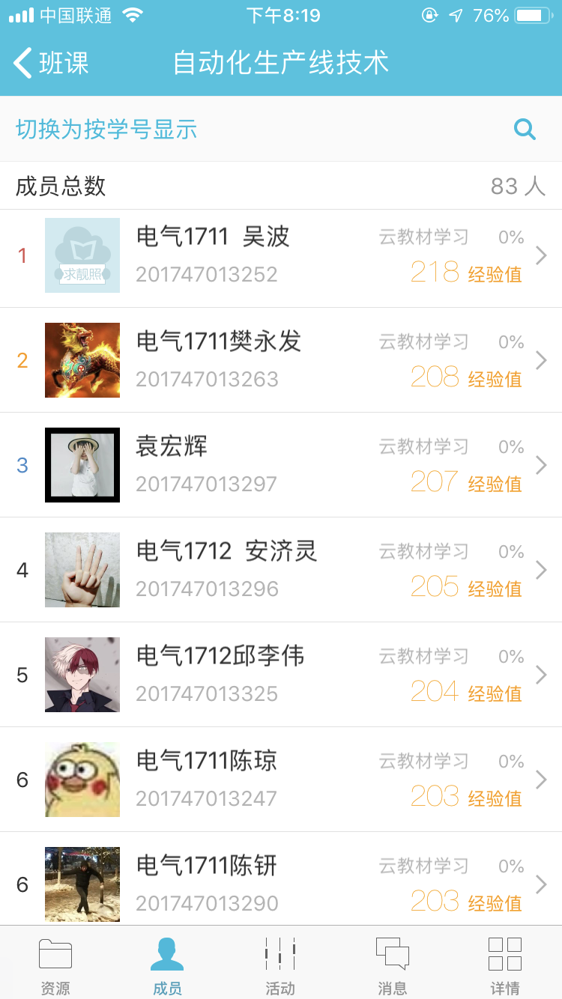 中国联通 下午8:19 76%
班课 自动化生产线技术
切换为按学号显示
成员总数 83 人
1 求靓照 电气1711 吴波 云教材学习 0%
201747013252 218 经验值
2 电气1711樊永发 云教材学习 0%
201747013263 208 经验值
3 袁宏辉 云教材学习 0%
201747013297 207 经验值
4 电气1712 安济灵 云教材学习 0%
201747013296 205 经验值
5 电气1712邱李伟 云教材学习 0%
201747013325 204 经验值
6 电气1711陈琼 云教材学习 0%
201747013247 203 经验值
6 电气1711陈钘 云教材学习 0%
201747013290 203 经验值
资源 成员 活动 消息 详情